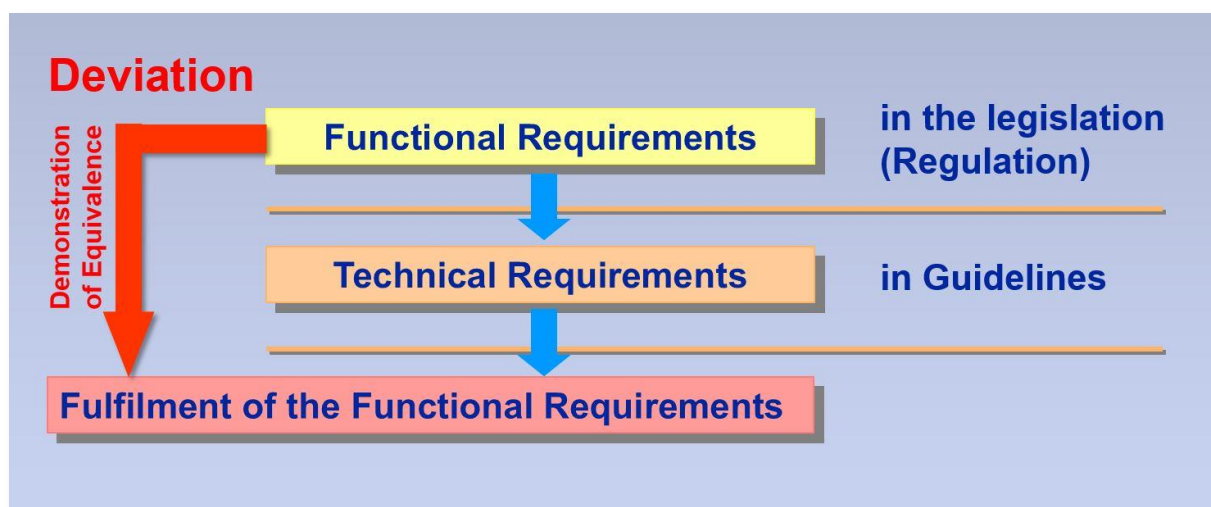 Deviation
Demonstration
of Equivalence
Functional Requirements
in the legislation
(Regulation)
Technical Requirements
in Guidelines
Fulfilment of the Functional Requirements